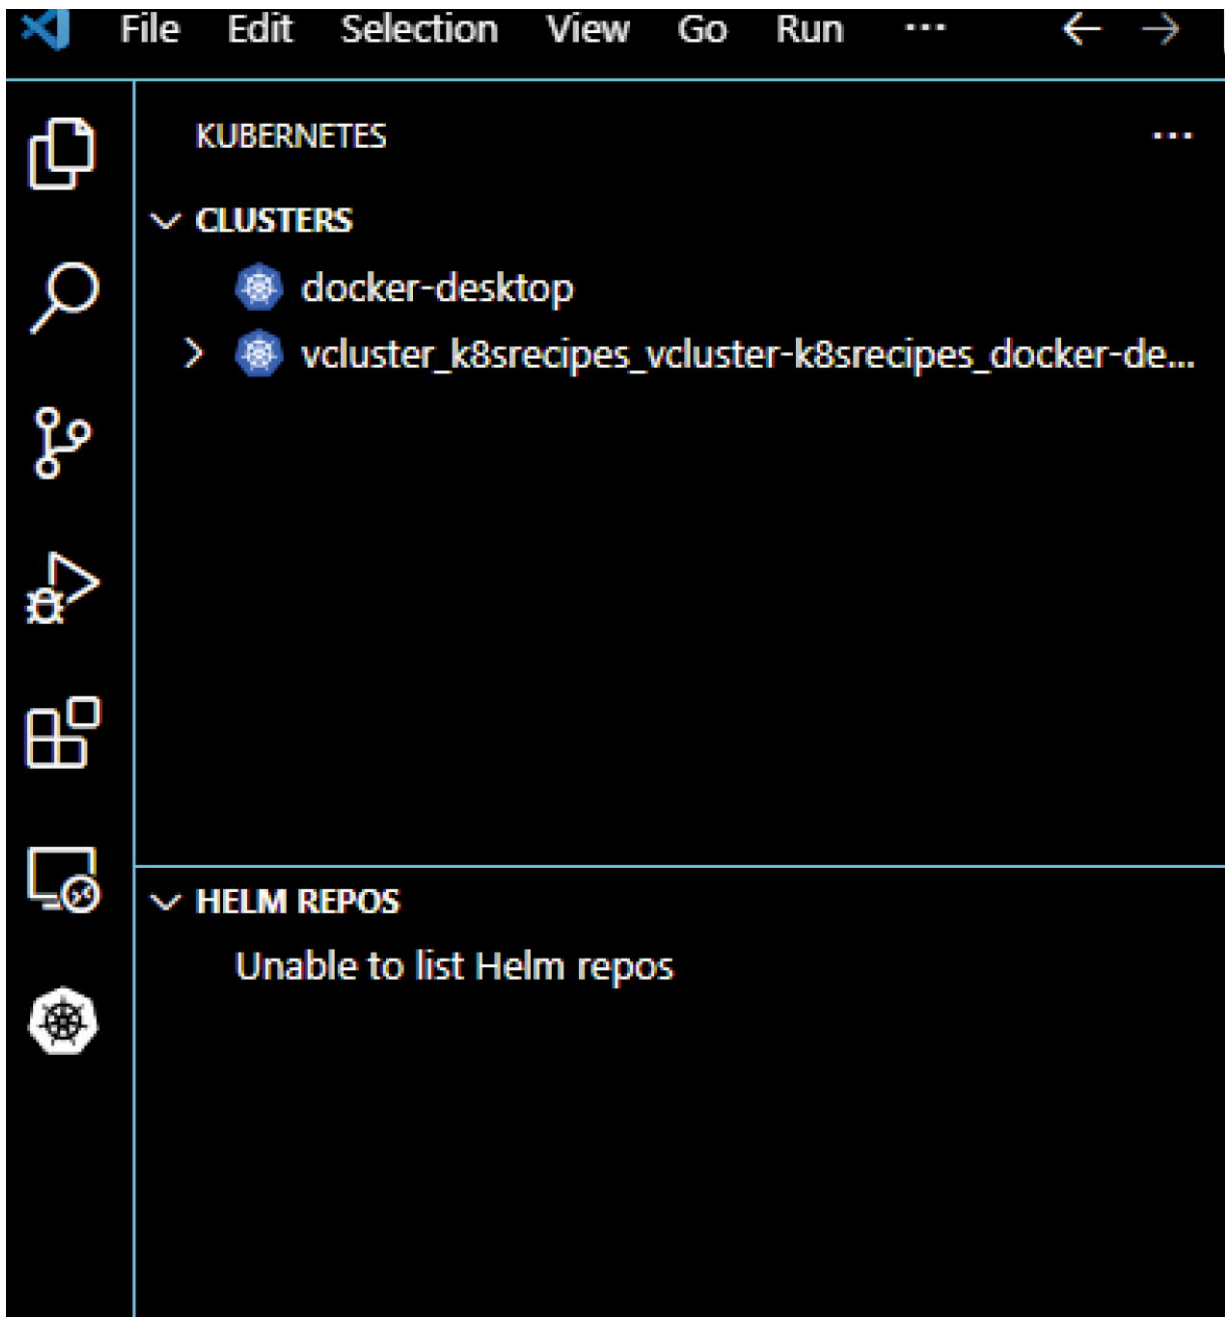 File Edit Selection View Go Run ...
KUBERNETES ...
CLUSTERS
docker-desktop
vcluster_k8srecipes_vcluster-k8srecipes_docker-de...
HELM REPOS
Unable to list Helm repos